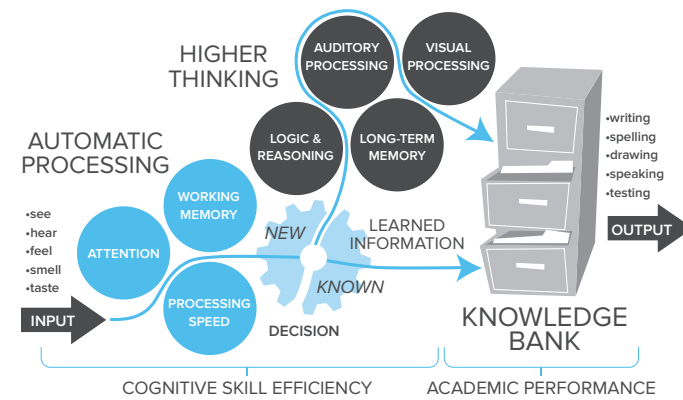 HIGHER
THINKING
AUDITORY
PROCESSING
VISUAL
PROCESSING
LOGIC &
REASONING
LONG-TERM
MEMORY
AUTOMATIC
PROCESSING
•see
•hear
•feel
•smell
•taste
INPUT
ATTENTION
WORKING
MEMORY
PROCESSING
SPEED
NEW
KNOWN
DECISION
LEARNED
INFORMATION
•writing
•spelling
•drawing
•speaking
•testing
OUTPUT
KNOWLEDGE
BANK
COGNITIVE SKILL EFFICIENCY
ACADEMIC PERFORMANCE